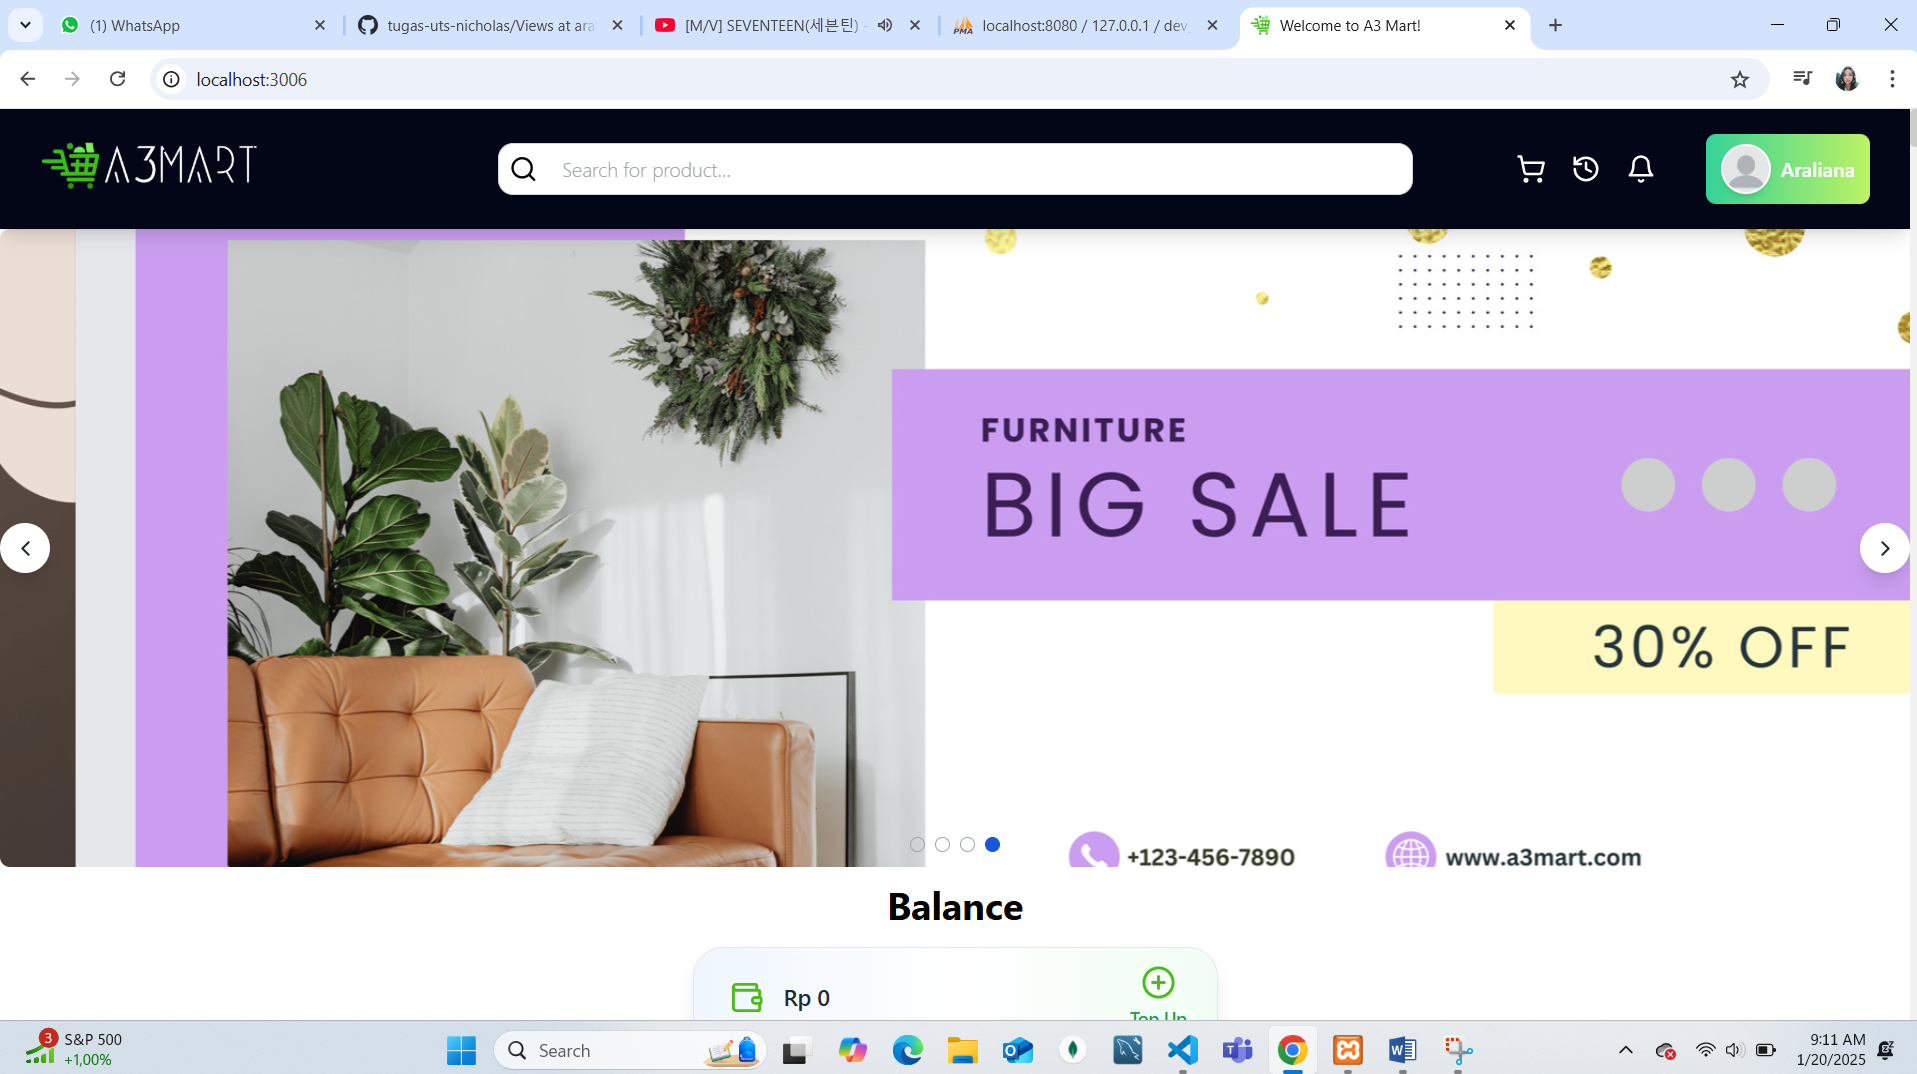 (1) WhatsApp
tugas-uts-nicholas/Views at ara
[M/V] SEVENTEEN(세븐틴) -
localhost:8080 / 127.0.0.1 / dev_
Welcome to A3 Mart!
localhost:3006
A3MART
Search for product...
Araliana
FURNITURE
BIG SALE
30% OFF
+123-456-7890
www.a3mart.com
Balance
Rp 0
Top Up
3
S&P 500
+1,00%
Search
9:11 AM
1/20/2025